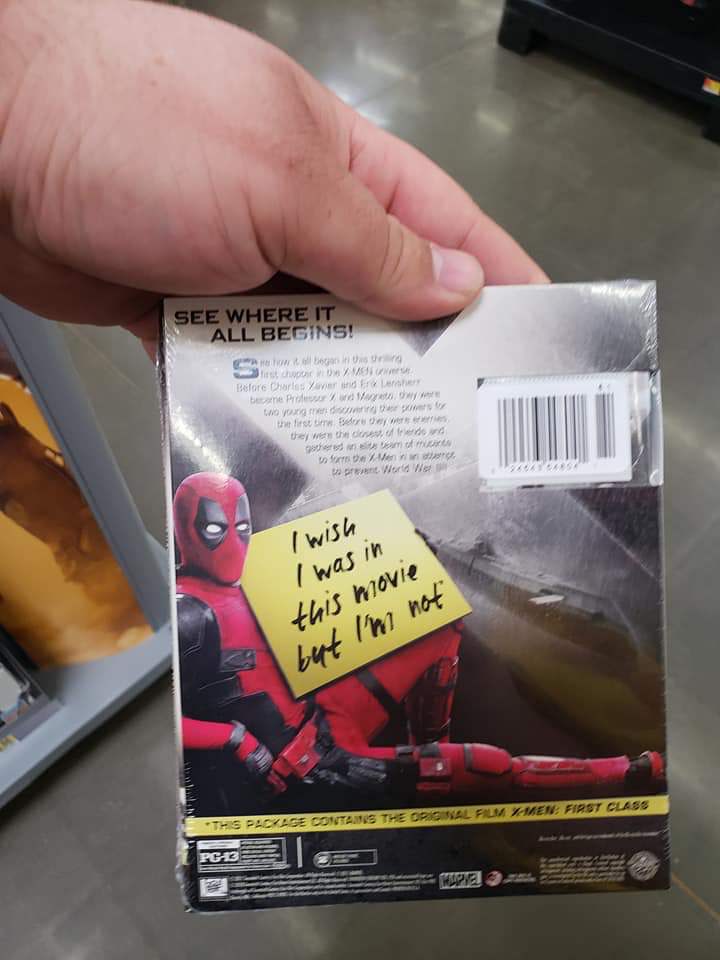 SEE WHERE IT
ALL BEGINS!
See how it all began in this thrilling
first chapter in the X-MEN universe.
Before Charles Xavier and Erik Lensherr
became Professor X and Magneto, they were
two young men discovering their powers for
the first time. Before they were enemies,
they were the closest of friends and
gathered an elite team of mutants
to form the X-Men in an attempt
to prevent World War III!
I wish
I was in
this movie
but I'm not
*THIS PACKAGE CONTAINS THE ORIGINAL FILM X-MEN: FIRST CLASS
PG-13
MARVEL